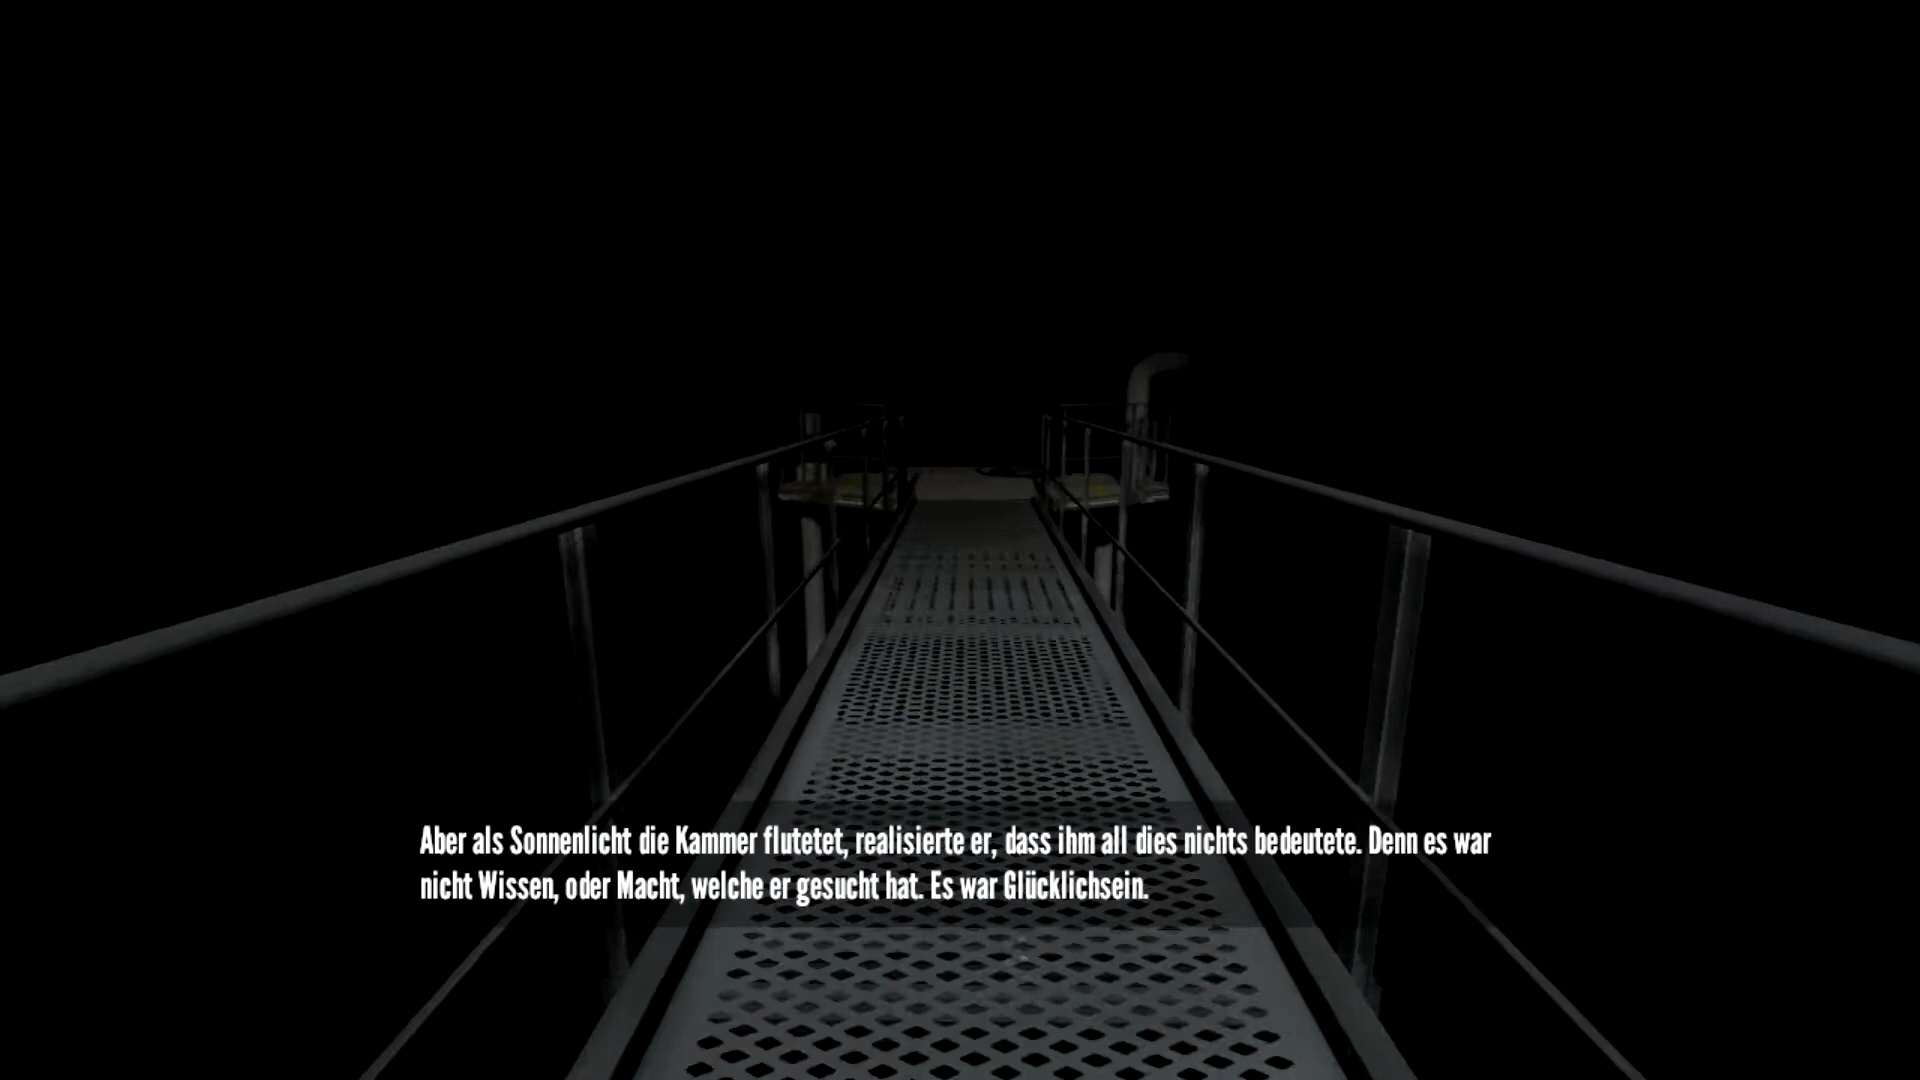 Aber als Sonnenlicht die Kammer flutetet, realisierte er, dass ihm all dies nichts bedeutete. Denn es war
nicht Wissen, oder Macht, welche er gesucht hat. Es war Glücklichsein.